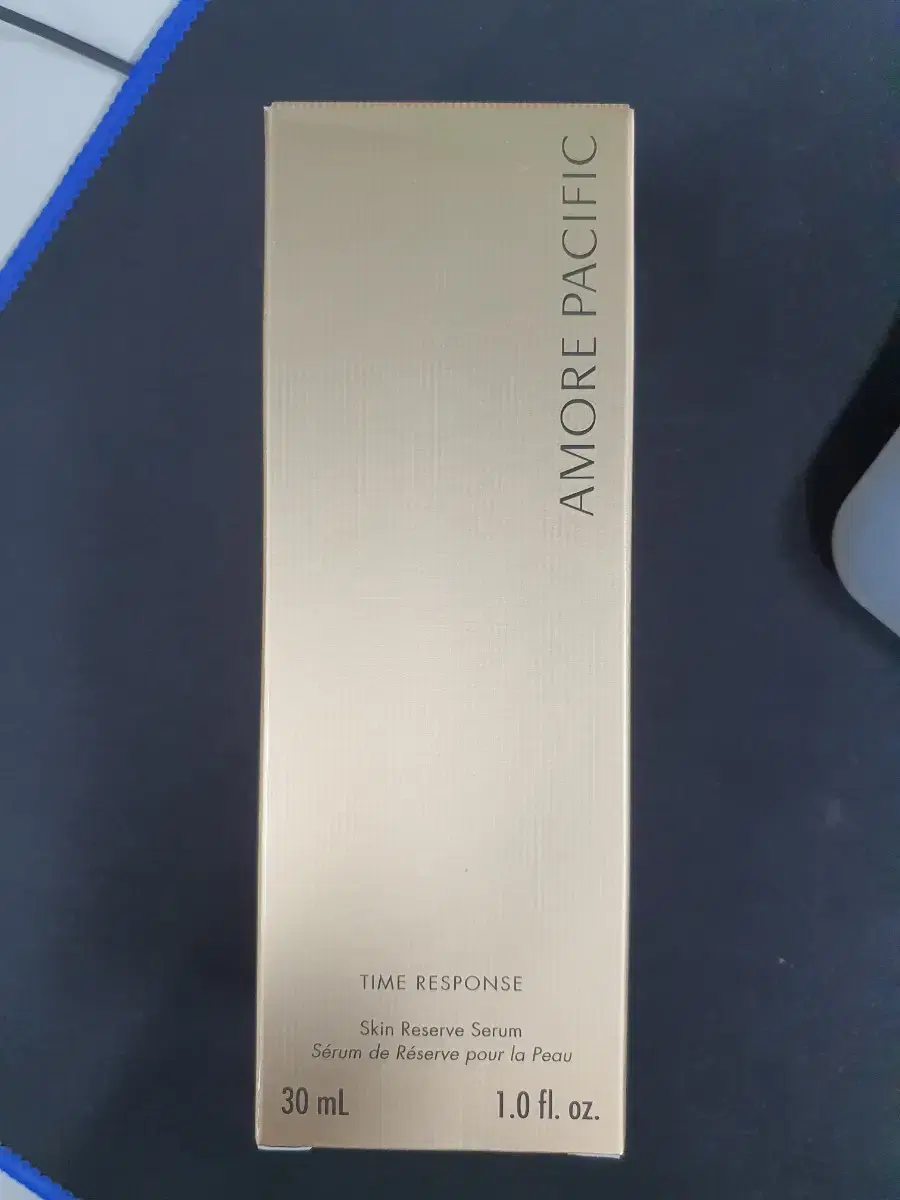 AMORE PACIFIC
TIME RESPONSE
Skin Reserve Serum
Sérum de Réserve pour la Peau
30 mL 1.0 fl. oz.